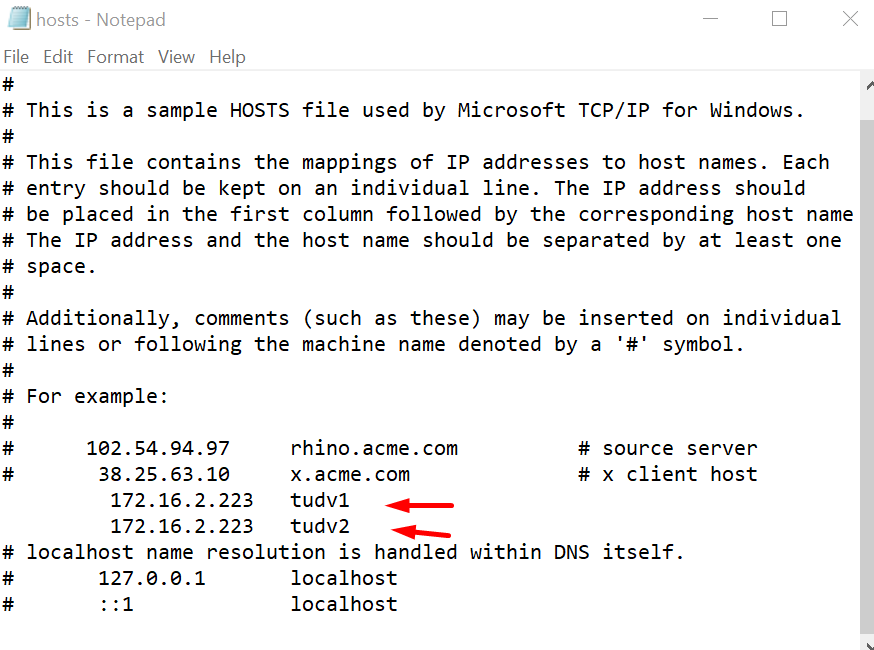 hosts - Notepad
File Edit Format View Help
#
# This is a sample HOSTS file used by Microsoft TCP/IP for Windows.
#
# This file contains the mappings of IP addresses to host names. Each
# entry should be kept on an individual line. The IP address should
# be placed in the first column followed by the corresponding host name
# The IP address and the host name should be separated by at least one
# space.
#
# Additionally, comments (such as these) may be inserted on individual
# lines or following the machine name denoted by a '#' symbol.
#
# For example:
#
#      102.54.94.97     rhino.acme.com          # source server
#       38.25.63.10     x.acme.com              # x client host
         172.16.2.223   tudv1
         172.16.2.223   tudv2
# localhost name resolution is handled within DNS itself.
#       127.0.0.1       localhost
#       ::1             localhost